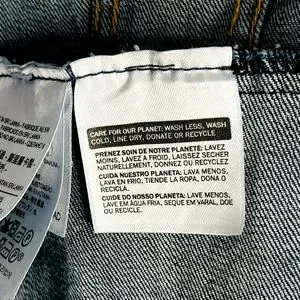 CARE FOR OUR PLANET: WASH LESS, WASH
COLD, LINE DRY, DONATE OR RECYCLE
PRENEZ SOIN DE NOTRE PLANÈTE: LAVEZ
MOINS, LAVEZ A FROID, LAISSEZ SECHER
NATURELLEMENT, DONNEZ OU RECYCLEZ
CUIDA NUESTRO PLANETA: LAVA MENOS,
LAVA EN FRIO, TIENDE LA ROPA, DONA O
RECICLA.
CUIDE DO NOSSO PLANETA: LAVE MENOS,
LAVE EM ÁGUA FRIA, SEQUE EM VARAL, DOE
OU RECICLE.